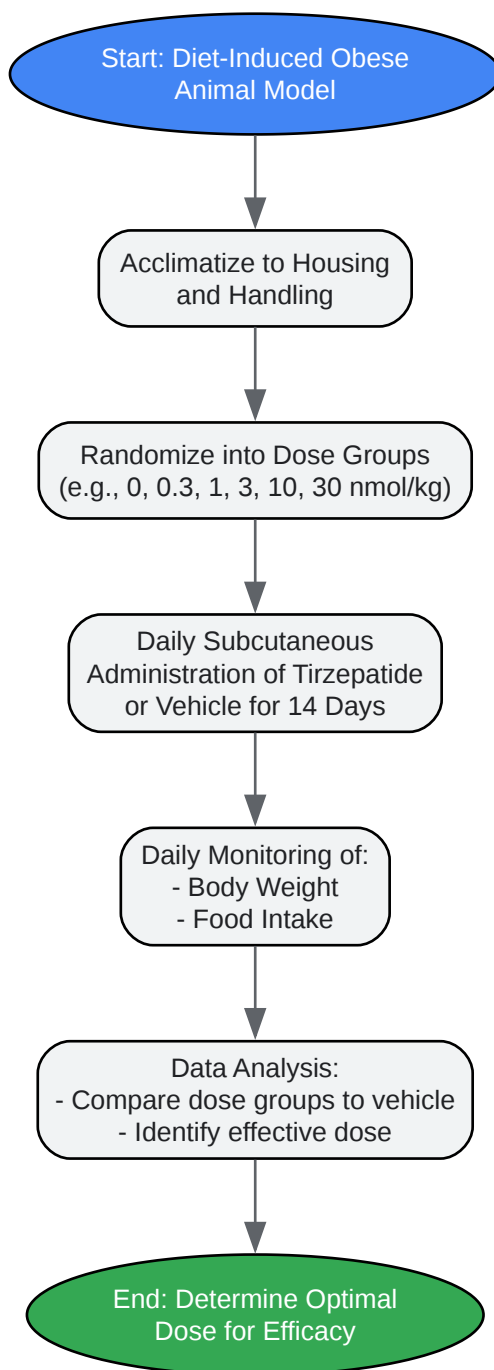 Start: Diet-Induced Obese
Animal Model
Acclimatize to Housing
and Handling
Randomize into Dose Groups
(e.g., 0, 0.3, 1, 3, 10, 30 nmol/kg)
Daily Subcutaneous
Administration of Tirzepatide
or Vehicle for 14 Days
Daily Monitoring of:
- Body Weight
- Food Intake
Data Analysis:
- Compare dose groups to vehicle
- Identify effective dose
End: Determine Optimal
Dose for Efficacy